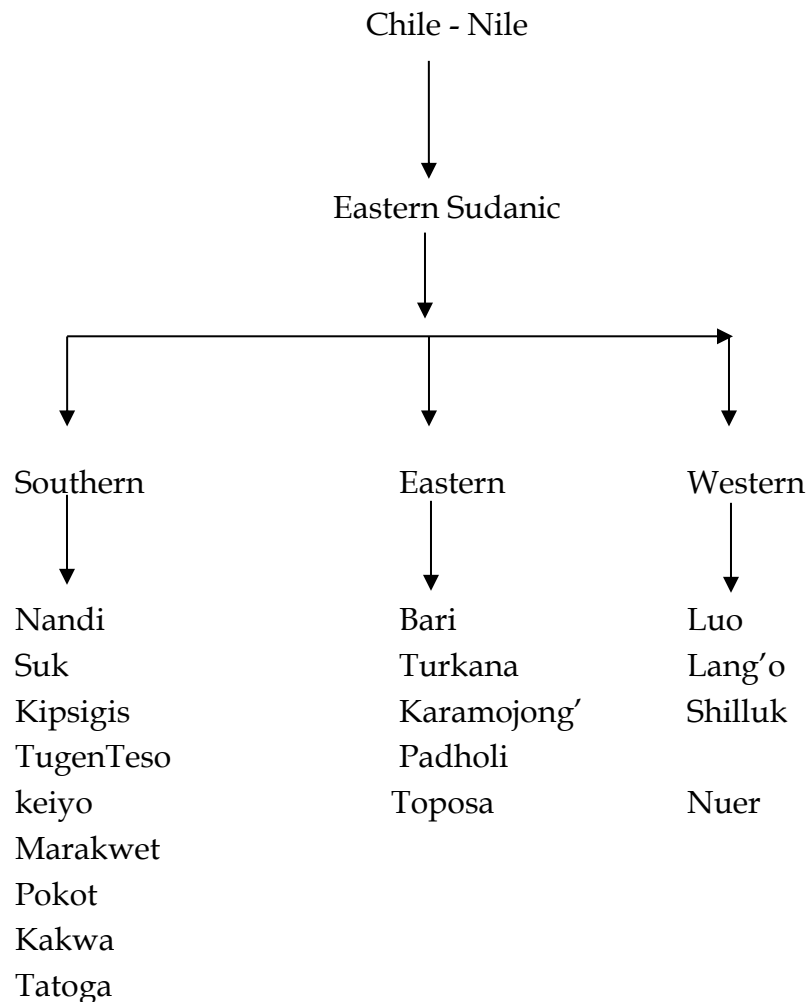 Chile - Nile
Eastern Sudanic
Southern
Eastern
Western
Nandi
Suk
Kipsigis
TugenTeso
keiyo
Marakwet
Pokot
Kakwa
Tatoga
Bari
Turkana
Karamojong’
Padholi
Toposa
Luo
Lang’o
Shilluk
Nuer